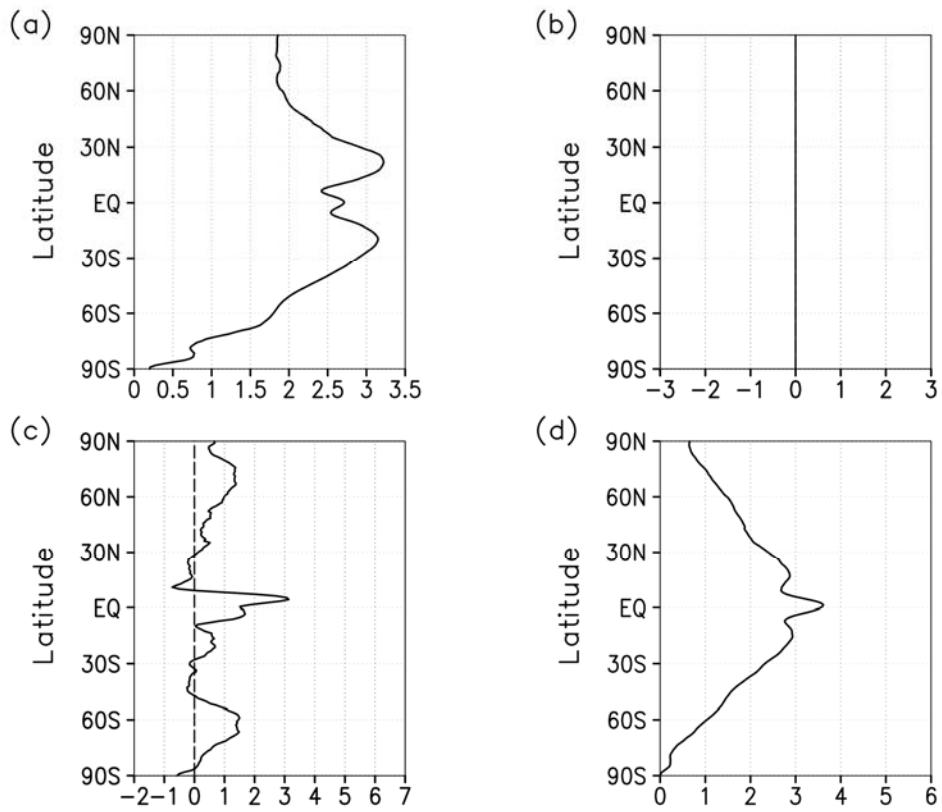 (a)
90N
60N
30N
EQ
30S
60S
90S
Latitude
0 0.5 1 1.5 2 2.5 3 3.5
(b)
90N
60N
30N
EQ
30S
60S
90S
Latitude
-3 -2 -1 0 1 2 3
(c)
90N
60N
30N
EQ
30S
60S
90S
Latitude
-2 -1 0 1 2 3 4 5 6 7
(d)
90N
60N
30N
EQ
30S
60S
90S
Latitude
0 1 2 3 4 5 6